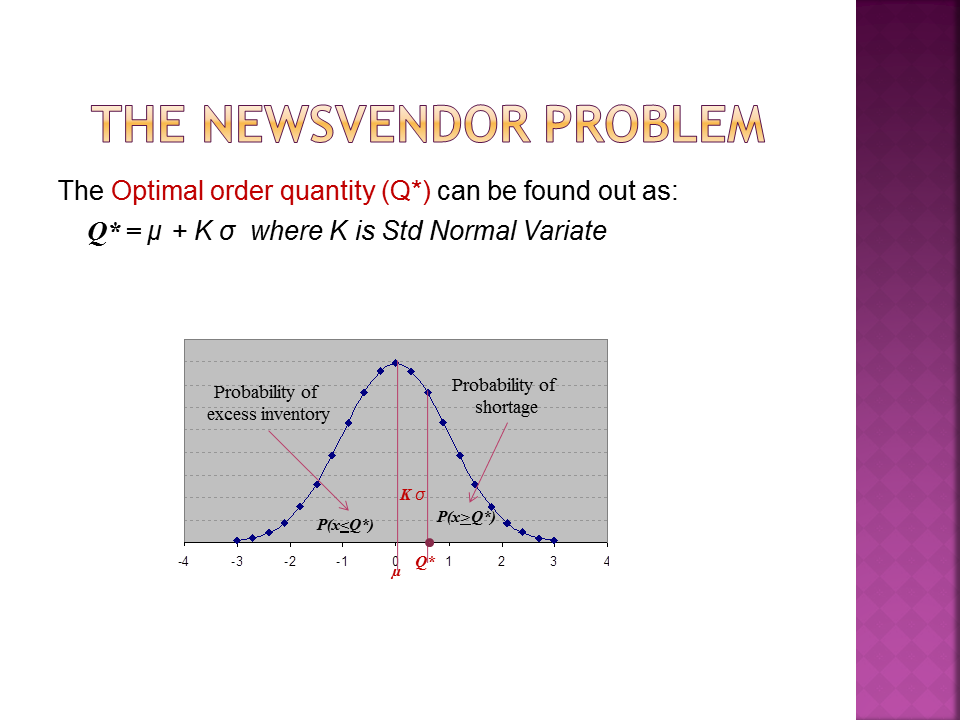 THE NEWSVENDOR PROBLEM
The Optimal order quantity (Q*) can be found out as:
Q* = μ + K σ where K is Std Normal Variate
Probability of
excess inventory
Probability of
shortage
K σ
P(x≤Q*)
P(x≥Q*)
-4 -3 -2 -1 0 1 2 3 4
μ
Q*